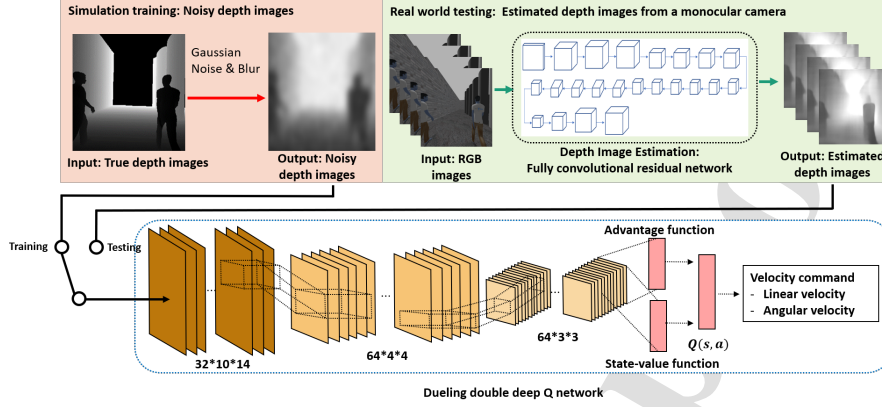 Simulation training: Noisy depth images
Gaussian
Noise & Blur
Input: True depth images
Output: Noisy
depth images
Real world testing: Estimated depth images from a monocular camera
Input: RGB
images
Depth Image Estimation:
Fully convolutional residual network
Output: Estimated
depth images
Training
Testing
32*10*14
64*4*4
64*3*3
Advantage function
State-value function
Q(s, a)
Velocity command
- Linear velocity
- Angular velocity
Dueling double deep Q network